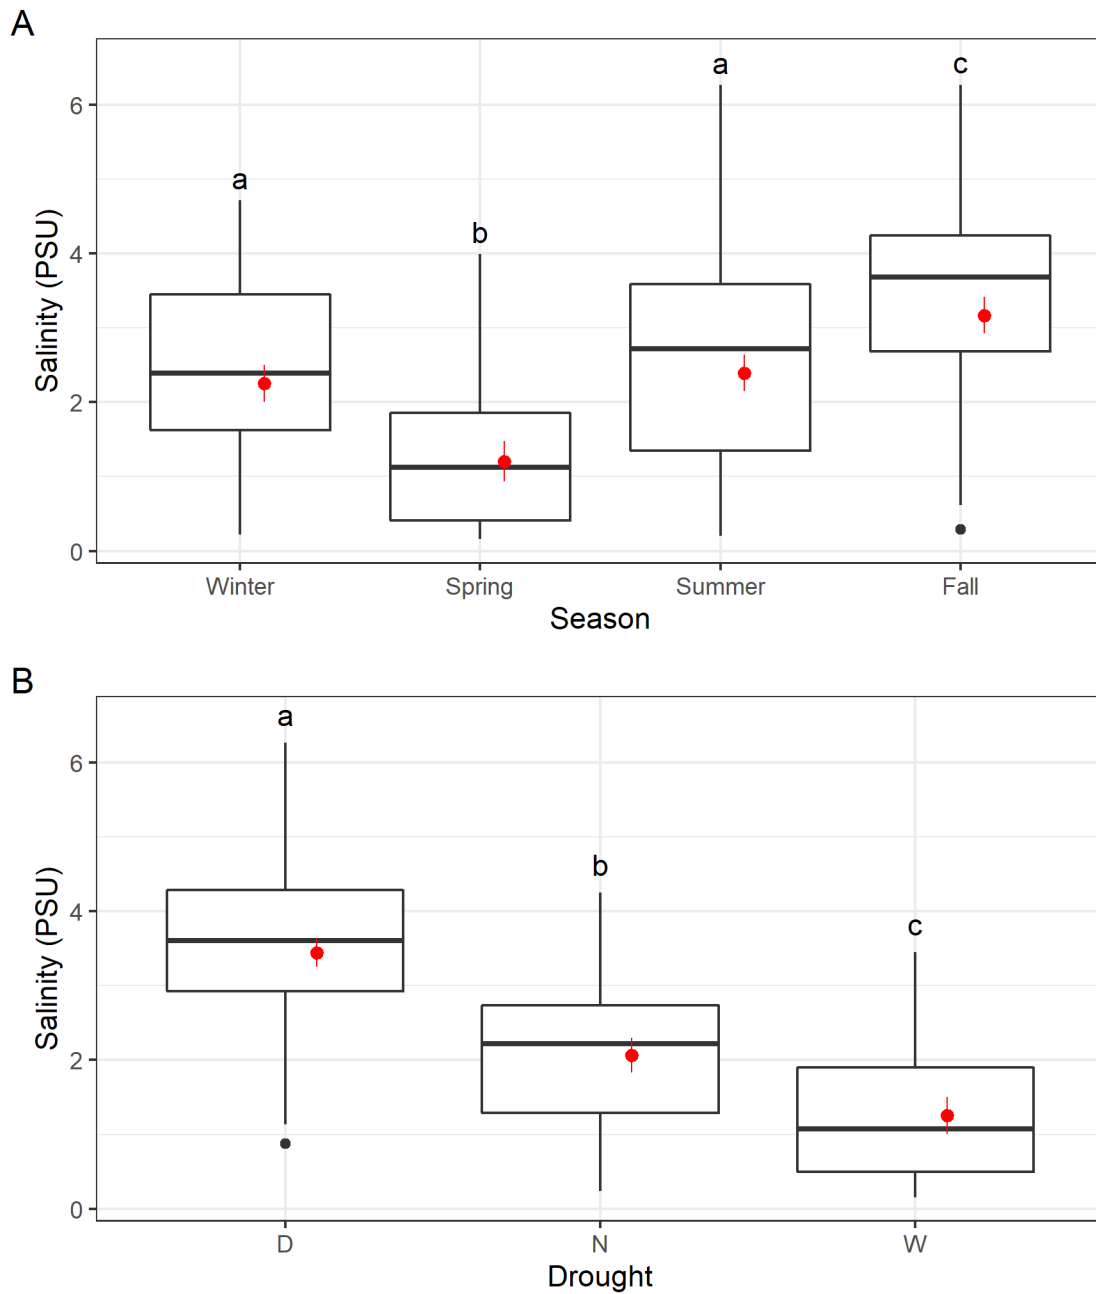 A
a
c
a
b
6
4
2
0
Salinity (PSU)
Winter Spring Summer Fall
Season
B
a
b
c
6
4
2
0
Salinity (PSU)
D N W
Drought